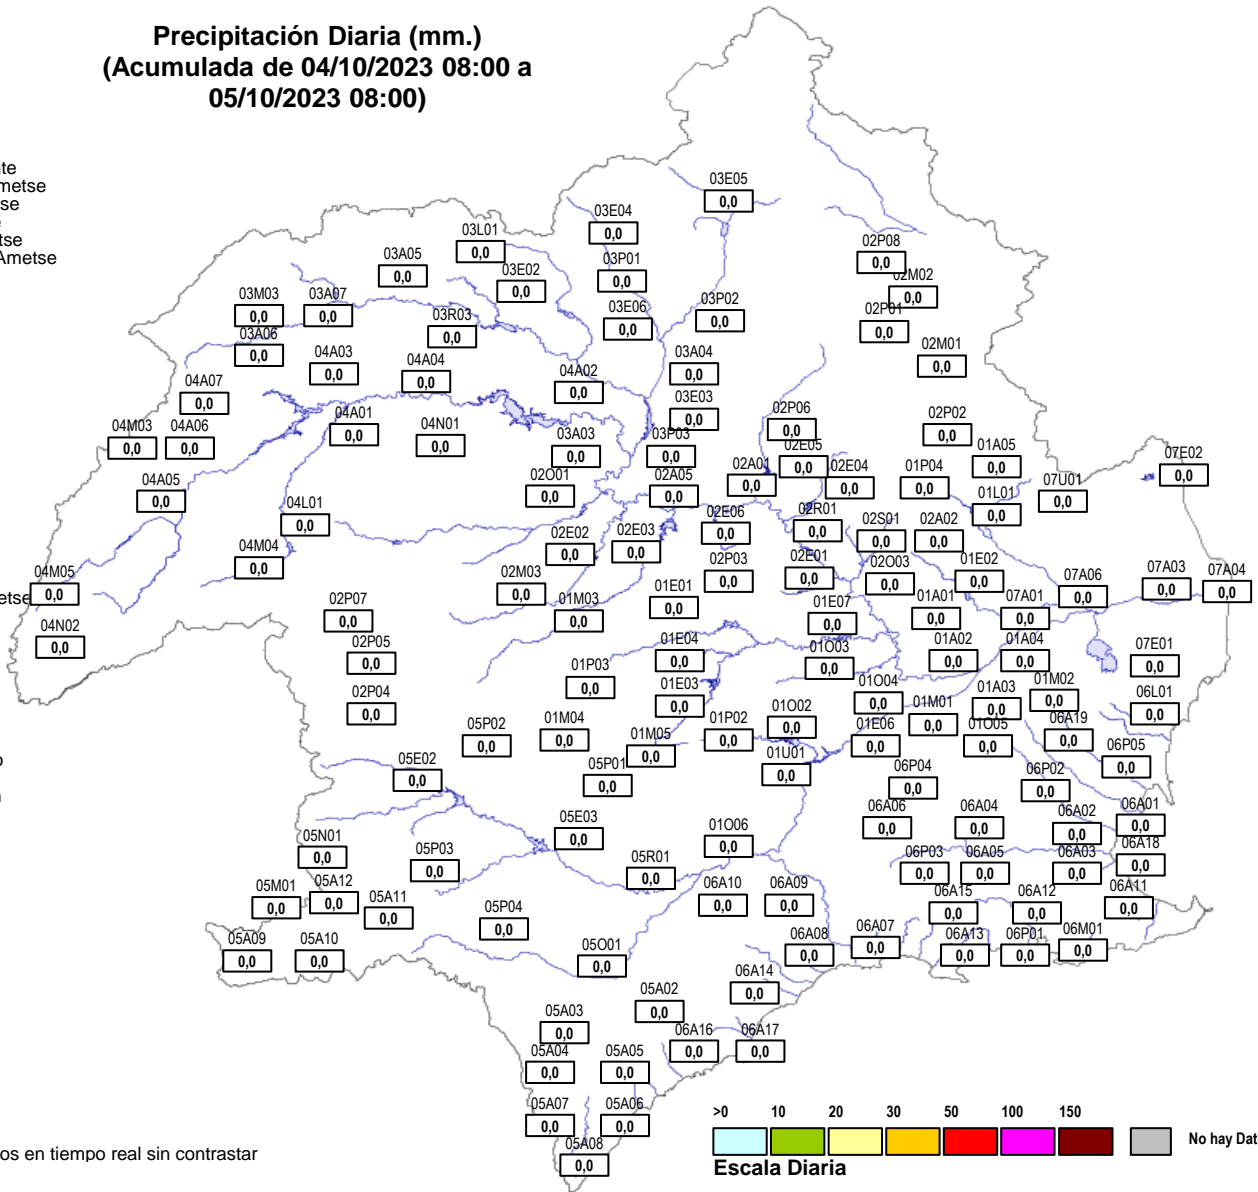 Precipitación Diaria (mm.)
(Acumulada de 04/10/2023 08:00 a
05/10/2023 08:00)
03E05
0,0
03E04
0,0
03L01
0,0
03A05
0,0
03E02
0,0
03P01
0,0
02P08
0,0
02M02
0,0
03M03
0,0
03A07
0,0
03R03
0,0
03E06
0,0
03P02
0,0
02P01
0,0
03A06
0,0
04A03
0,0
04A04
0,0
04A02
0,0
03A04
0,0
02M01
0,0
04A07
0,0
03E03
0,0
04M03
0,0
04A06
0,0
04A01
0,0
04N01
0,0
03A03
0,0
03P03
0,0
02P06
0,0
02E05
0,0
02P02
0,0
01A05
0,0
07E02
0,0
04A05
0,0
02O01
0,0
02A05
0,0
02A01
0,0
02E04
0,0
01P04
0,0
01L01
0,0
07U01
0,0
04L01
0,0
02E06
0,0
02R01
0,0
02S01
0,0
02A02
0,0
04M04
0,0
02E02
0,0
02E03
0,0
02P03
0,0
02E01
0,0
02O03
0,0
01E02
0,0
04M05
0,0
02M03
0,0
01M03
0,0
01E01
0,0
01E07
0,0
01A01
0,0
07A01
0,0
07A06
0,0
07A03
0,0
07A04
0,0
04N02
0,0
02P07
0,0
02P05
0,0
01E04
0,0
01O03
0,0
01A02
0,0
01A04
0,0
07E01
0,0
02P04
0,0
01P03
0,0
01E03
0,0
01O04
0,0
01M01
0,0
01A03
0,0
01M02
0,0
06L01
0,0
05P02
0,0
01M04
0,0
01M05
0,0
01P02
0,0
01O02
0,0
01E06
0,0
01O05
0,0
06A19
0,0
06P05
0,0
05E02
0,0
05P01
0,0
01U01
0,0
06P04
0,0
06P02
0,0
05E03
0,0
01O06
0,0
06A06
0,0
06A04
0,0
06A02
0,0
06A01
0,0
05N01
0,0
05P03
0,0
05R01
0,0
06P03
0,0
06A05
0,0
06A03
0,0
06A18
0,0
05M01
0,0
05A12
0,0
05A11
0,0
06A10
0,0
06A09
0,0
06A15
0,0
06A12
0,0
06A11
0,0
05A09
0,0
05A10
0,0
05P04
0,0
05O01
0,0
06A08
0,0
06A07
0,0
06A13
0,0
06P01
0,0
06M01
0,0
05A03
0,0
05A02
0,0
06A14
0,0
05A04
0,0
05A05
0,0
06A16
0,0
06A17
0,0
05A07
0,0
05A06
0,0
05A08
0,0
>0 10 20 30 50 100 150
No hay Dat
Escala Diaria
os en tiempo real sin contrastar